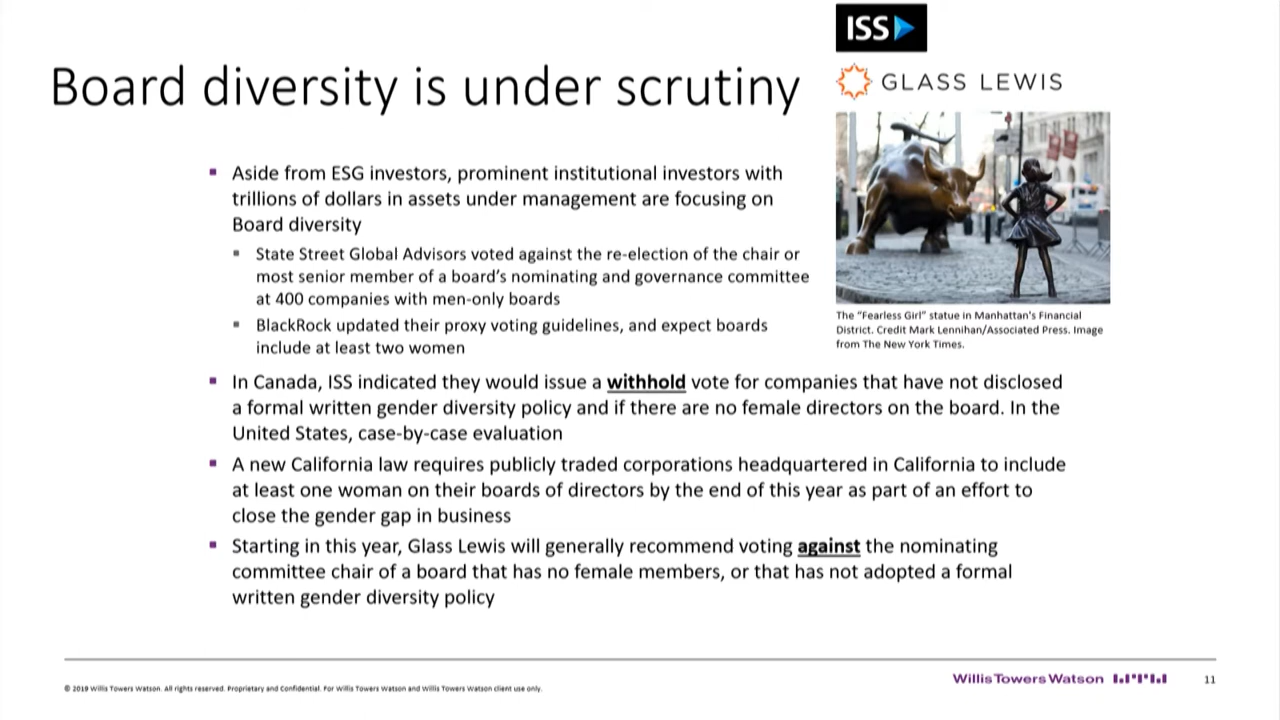 ISS
Board diversity is under scrutiny
GLASS LEWIS
Aside from ESG investors, prominent institutional investors with
trillions of dollars in assets under management are focusing on
Board diversity
State Street Global Advisors voted against the re-election of the chair or
most senior member of a board's nominating and governance committee
at 400 companies with men-only boards
BlackRock updated their proxy voting guidelines, and expect boards
include at least two women
The "Fearless Girl" statue in Manhattan's Financial
District. Credit Mark Lennihan/Associated Press. Image
from The New York Times.
In Canada, ISS indicated they would issue a withhold vote for companies that have not disclosed
a formal written gender diversity policy and if there are no female directors on the board. In the
United States, case-by-case evaluation
A new California law requires publicly traded corporations headquartered in California to include
at least one woman on their boards of directors by the end of this year as part of an effort to
close the gender gap in business
Starting in this year, Glass Lewis will generally recommend voting against the nominating
committee chair of a board that has no female members, or that has not adopted a formal
written gender diversity policy
© 2019 Willis Towers Watson. All rights reserved. Proprietary and Confidential. For Willis Towers Watson and Willis Towers Watson client use only.
Willis Towers Watson
11